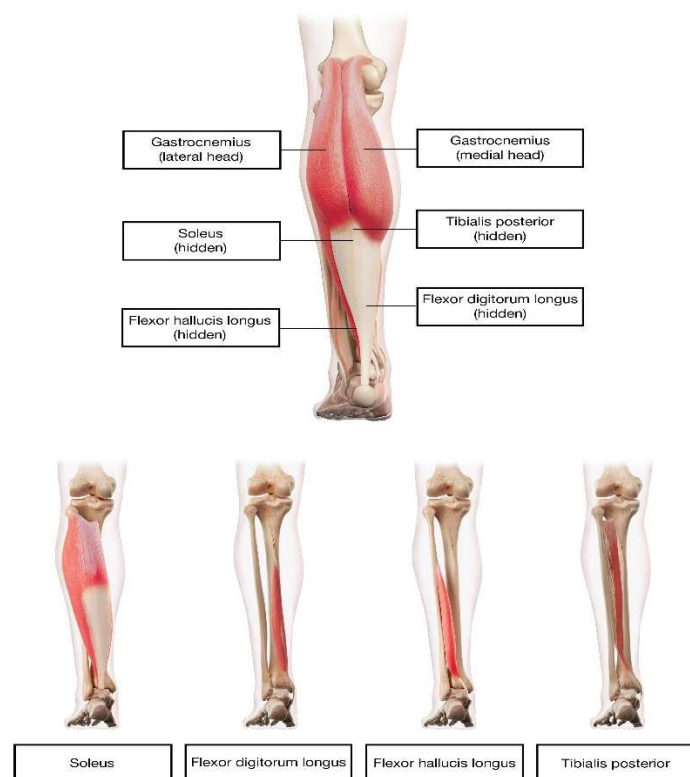 Gastrocnemius
(lateral head)
Gastrocnemius
(medial head)
Soleus
(hidden)
Tibialis posterior
(hidden)
Flexor hallucis longus
(hidden)
Flexor digitorum longus
(hidden)
Soleus
Flexor digitorum longus
Flexor hallucis longus
Tibialis posterior